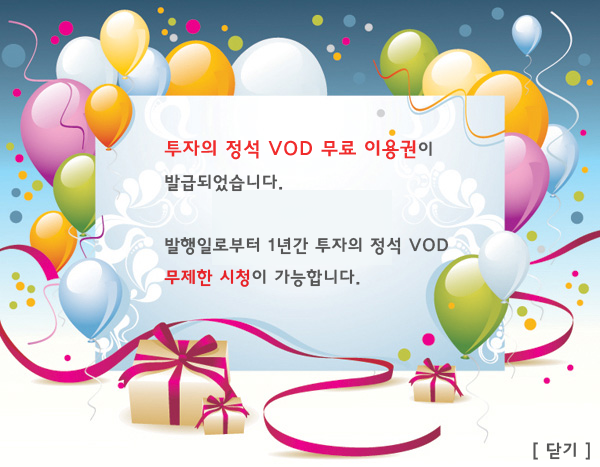 투자의 정석 VOD 무료 이용권이
발급되었습니다.
발행일로부터 1년간 투자의 정석 VOD
무제한 시청이 가능합니다.
[ 닫기 ]